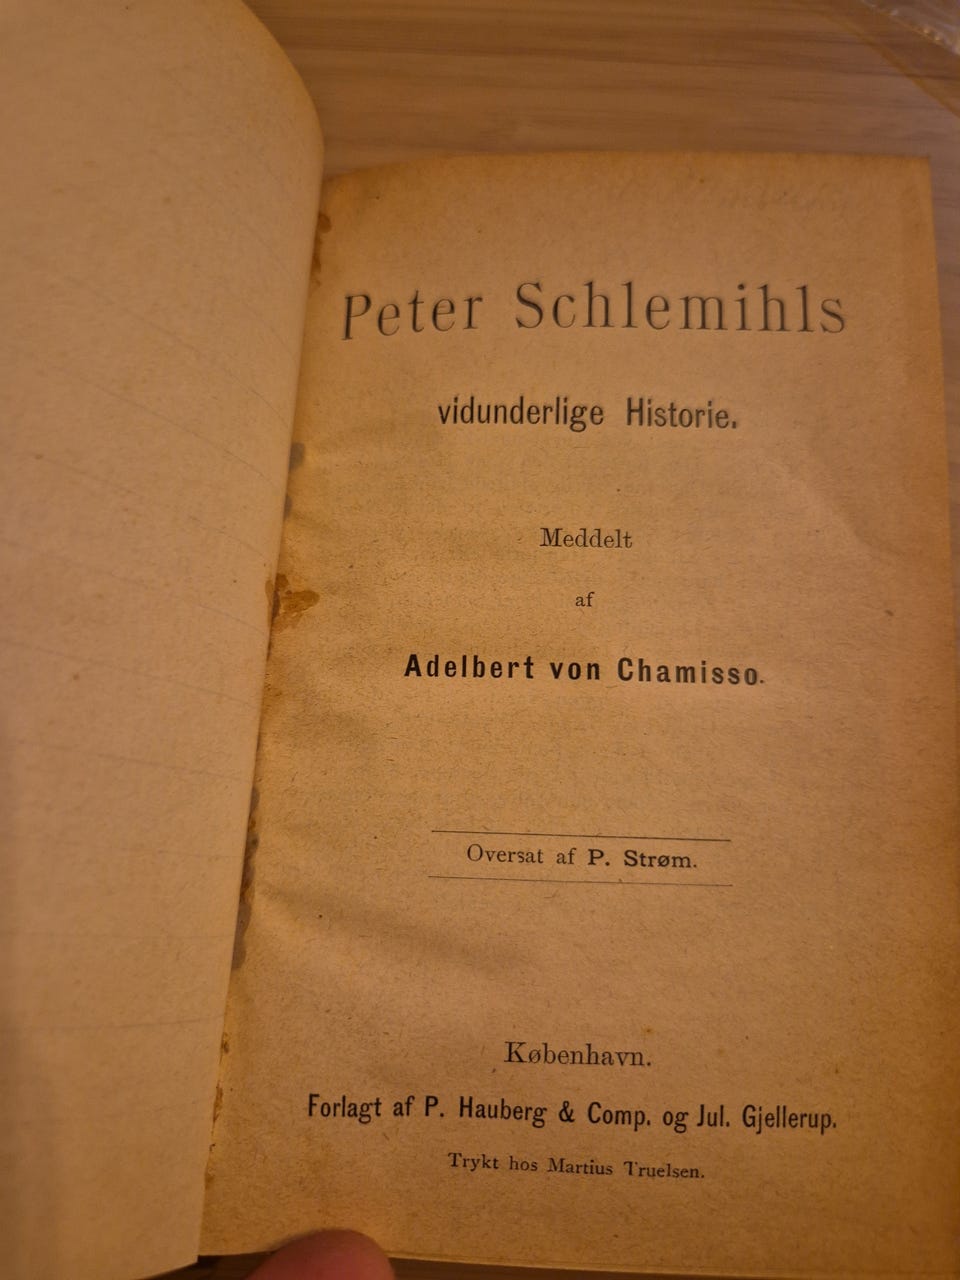 Peter Schlemihls
vidunderlige Historie.
Meddelt
af
Adelbert von Chamisso.
Oversat af P. Strøm.
København.
Forlagt af P. Hauberg & Comp. og Jul. Gjellerup.
Trykt hos Martius Truelsen.